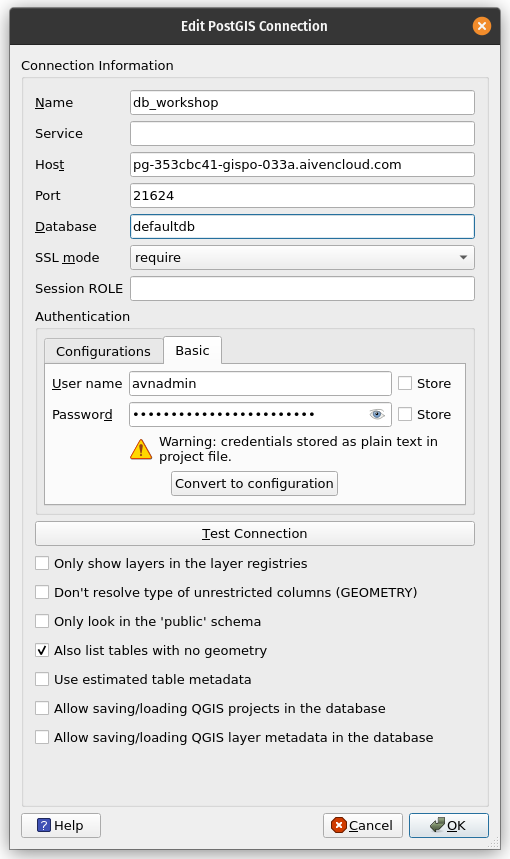 Edit PostGIS Connection
Connection Information
Name db_workshop
Service
Host pg-353cbc41-gispo-033a.aivencloud.com
Port 21624
Database defaultdb
SSL mode require
Session ROLE
Authentication
Configurations Basic
User name avnadmin Store
Password •••••••••••••••••••••••• Store
Warning: credentials stored as plain text in
project file.
Convert to configuration
Test Connection
Only show layers in the layer registries
Don't resolve type of unrestricted columns (GEOMETRY)
Only look in the 'public' schema
Also list tables with no geometry
Use estimated table metadata
Allow saving/loading QGIS projects in the database
Allow saving/loading QGIS layer metadata in the database
Help Cancel OK